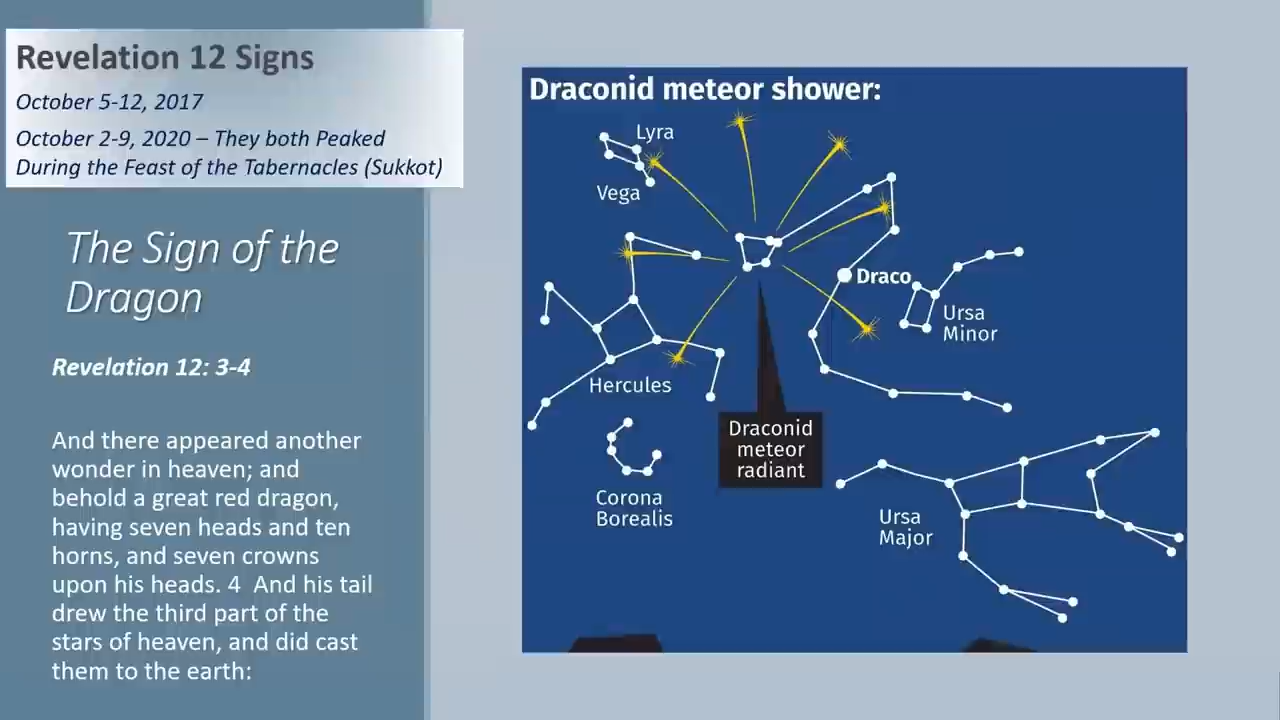 Revelation 12 Signs
October 5-12, 2017
October 2-9, 2020 – They both Peaked
During the Feast of the Tabernacles (Sukkot)
The Sign of the
Dragon
Revelation 12: 3-4
And there appeared another
wonder in heaven; and
behold a great red dragon,
having seven heads and ten
horns, and seven crowns
upon his heads. 4  And his tail
drew the third part of the
stars of heaven, and did cast
them to the earth:
Draconid meteor shower:
Lyra
Vega
Draco
Ursa
Minor
Hercules
Draconid
meteor
radiant
Corona
Borealis
Ursa
Major